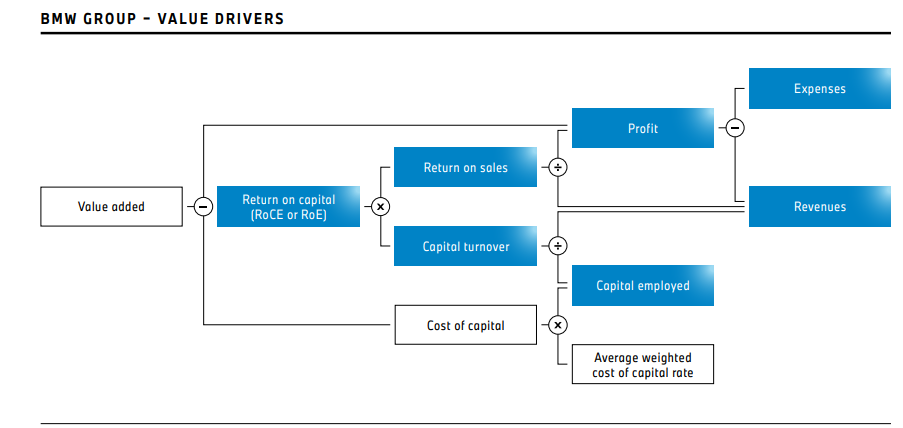 BMW GROUP – VALUE DRIVERS
Expenses
Profit
−
Return on sales
÷
Value added
−
Return on capital
(RoCE or RoE)
×
Revenues
Capital turnover
÷
Capital employed
Cost of capital
×
Average weighted
cost of capital rate